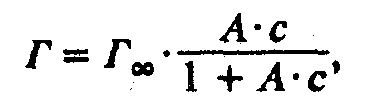 Γ = Γ∞ · A·c / 1 + A·c,